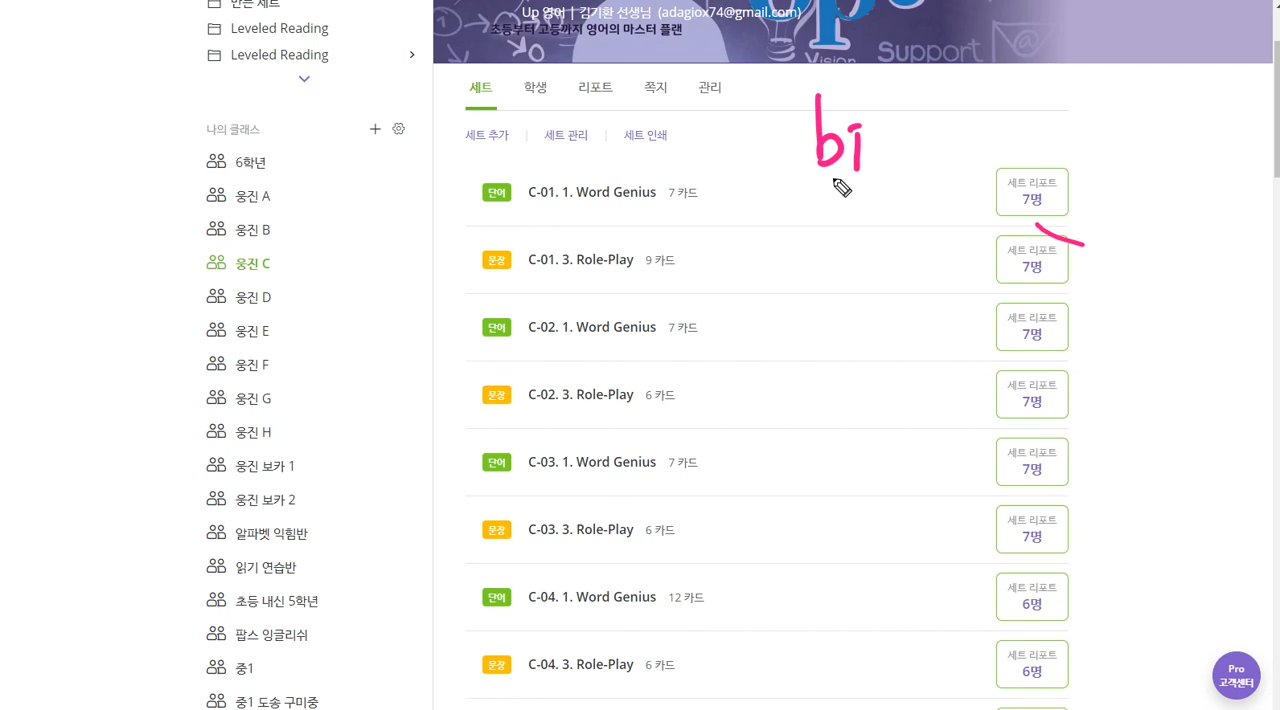 만든 세트
Leveled Reading
Leveled Reading
나의 클래스
6학년
웅진 A
웅진 B
웅진 C
웅진 D
웅진 E
웅진 F
웅진 G
웅진 H
웅진 보카 1
웅진 보카 2
알파벳 익힘반
읽기 연습반
초등 내신 5학년
팝스 잉글리쉬
중1
중1 도송 구미중
Up 영어 | 김기환 선생님 (adagiox74@gmail.com)
초등부터 고등까지 영어의 마스터 플랜
Vision
Support
세트 학생 리포트 쪽지 관리
세트 추가 | 세트 관리 | 세트 인쇄
bi
단어 C-01. 1. Word Genius 7 카드 세트 리포트 7명
문장 C-01. 3. Role-Play 9 카드 세트 리포트 7명
단어 C-02. 1. Word Genius 7 카드 세트 리포트 7명
문장 C-02. 3. Role-Play 6 카드 세트 리포트 7명
단어 C-03. 1. Word Genius 7 카드 세트 리포트 7명
문장 C-03. 3. Role-Play 6 카드 세트 리포트 7명
단어 C-04. 1. Word Genius 12 카드 세트 리포트 6명
문장 C-04. 3. Role-Play 6 카드 세트 리포트 6명
Pro
고객센터